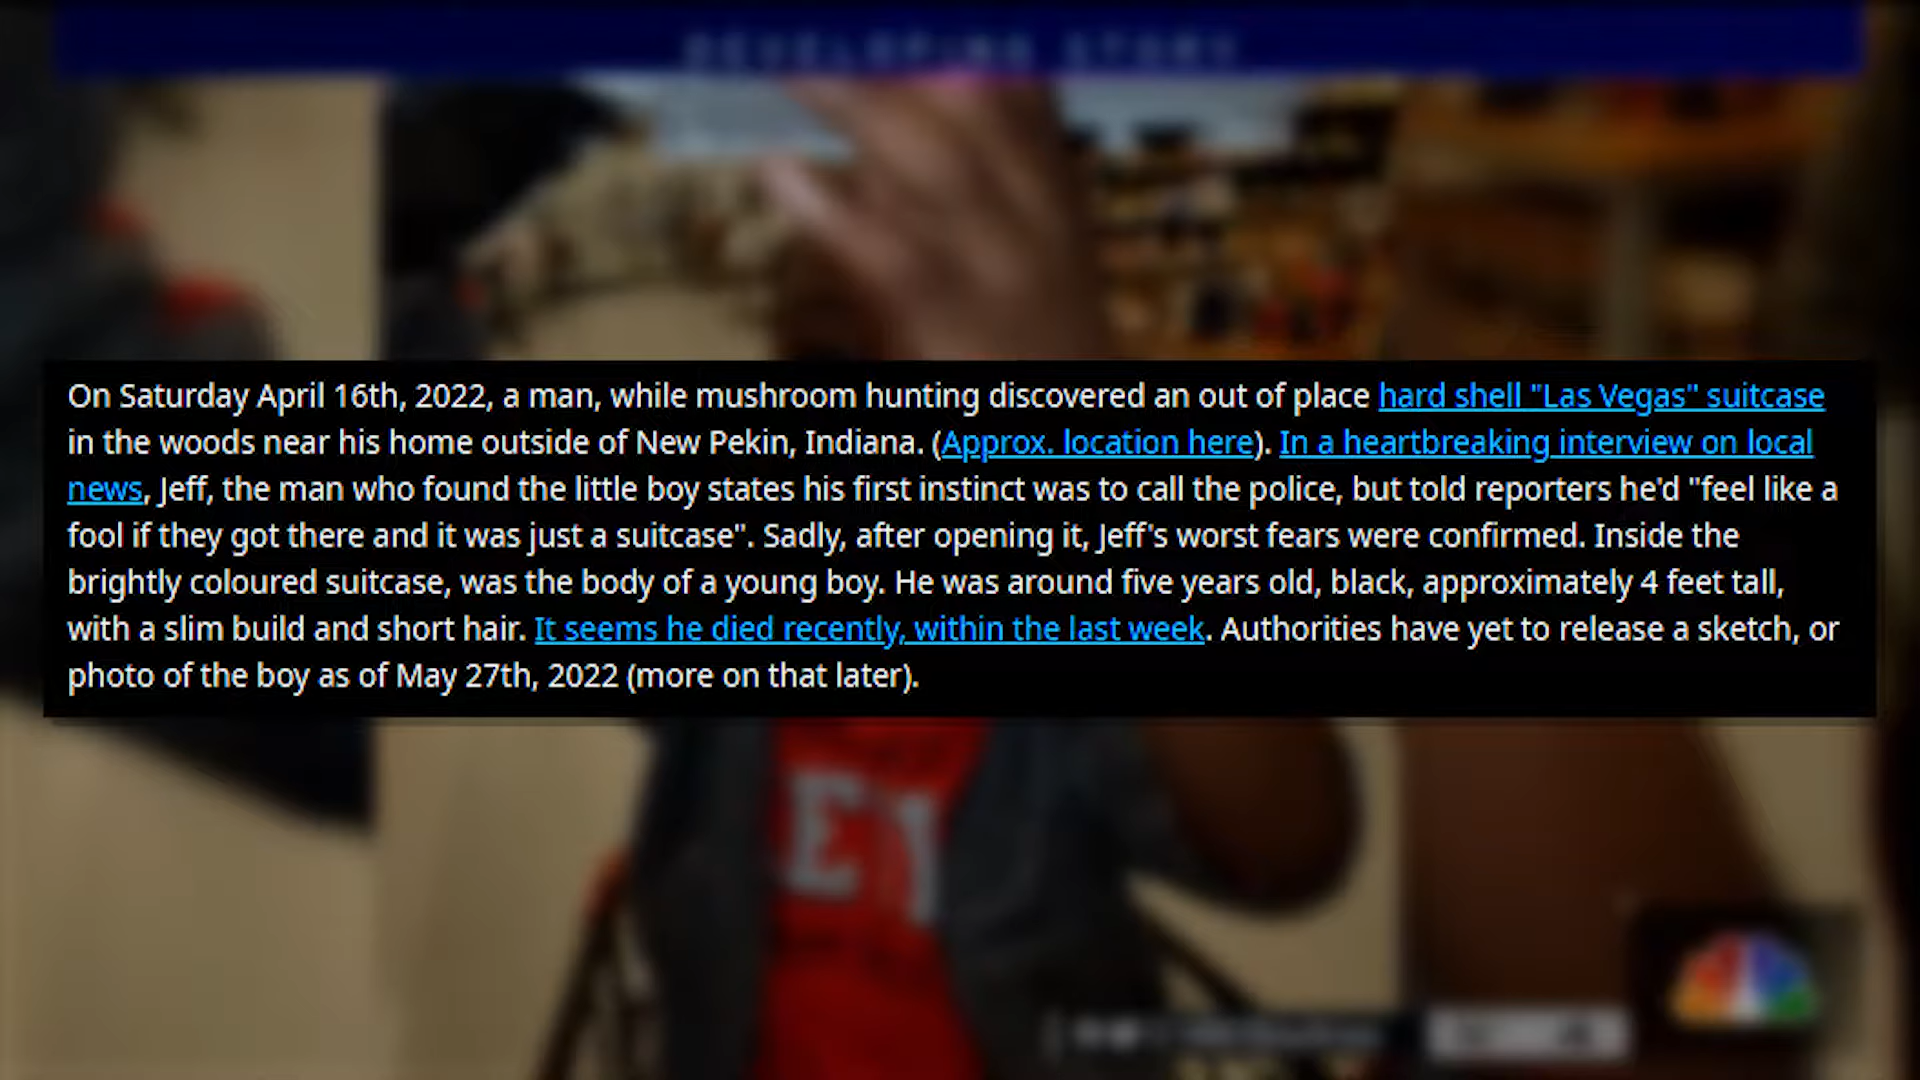 DEVELOPING STORY
On Saturday April 16th, 2022, a man, while mushroom hunting discovered an out of place hard shell "Las Vegas" suitcase
in the woods near his home outside of New Pekin, Indiana. (Approx. location here). In a heartbreaking interview on local
news, Jeff, the man who found the little boy states his first instinct was to call the police, but told reporters he'd "feel like a
fool if they got there and it was just a suitcase". Sadly, after opening it, Jeff's worst fears were confirmed. Inside the
brightly coloured suitcase, was the body of a young boy. He was around five years old, black, approximately 4 feet tall,
with a slim build and short hair. It seems he died recently, within the last week. Authorities have yet to release a sketch, or
photo of the boy as of May 27th, 2022 (more on that later).